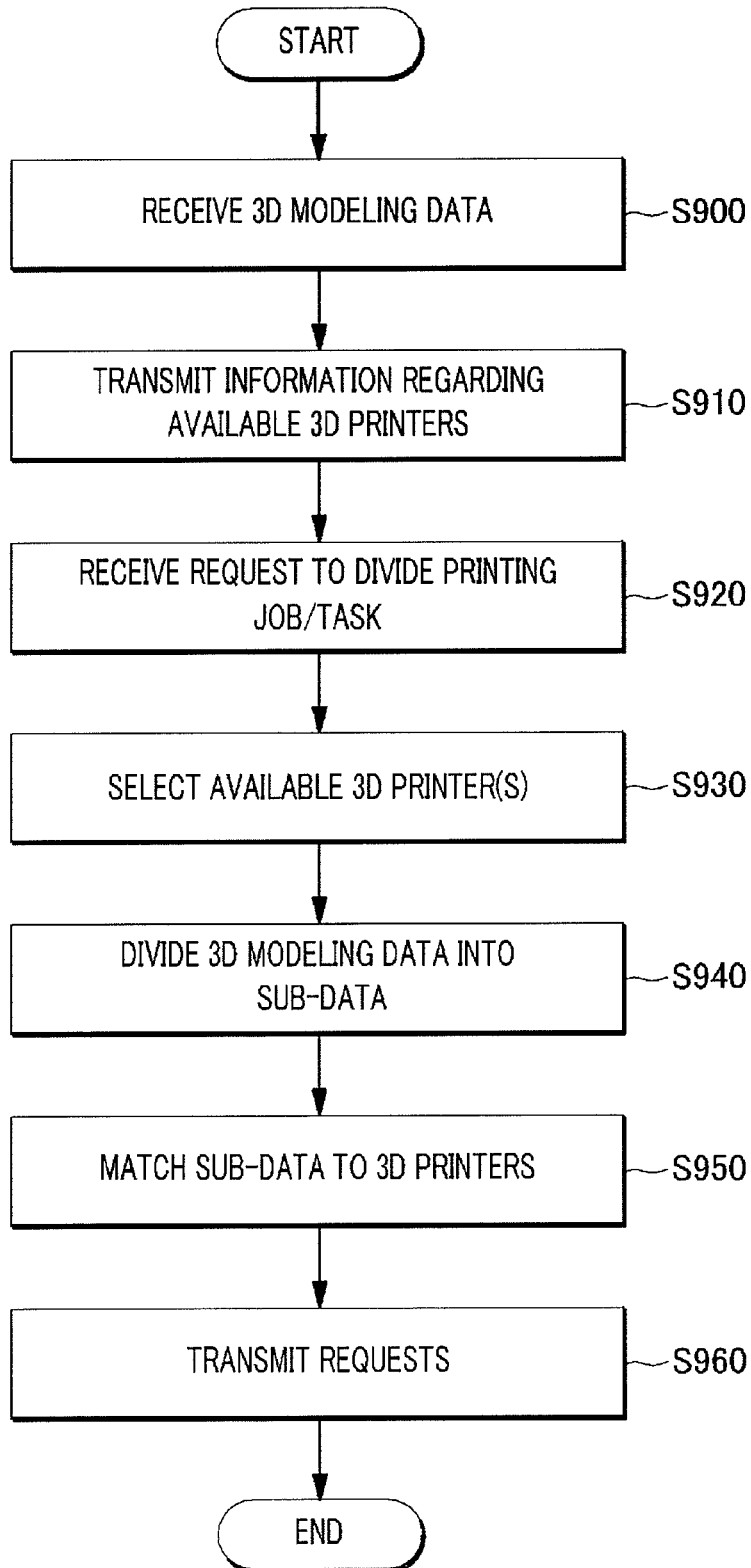 START
RECEIVE 3D MODELING DATA
S900
TRANSMIT INFORMATION REGARDING
AVAILABLE 3D PRINTERS
S910
RECEIVE REQUEST TO DIVIDE PRINTING
JOB/TASK
S920
SELECT AVAILABLE 3D PRINTER(S)
S930
DIVIDE 3D MODELING DATA INTO
SUB-DATA
S940
MATCH SUB-DATA TO 3D PRINTERS
S950
TRANSMIT REQUESTS
S960
END